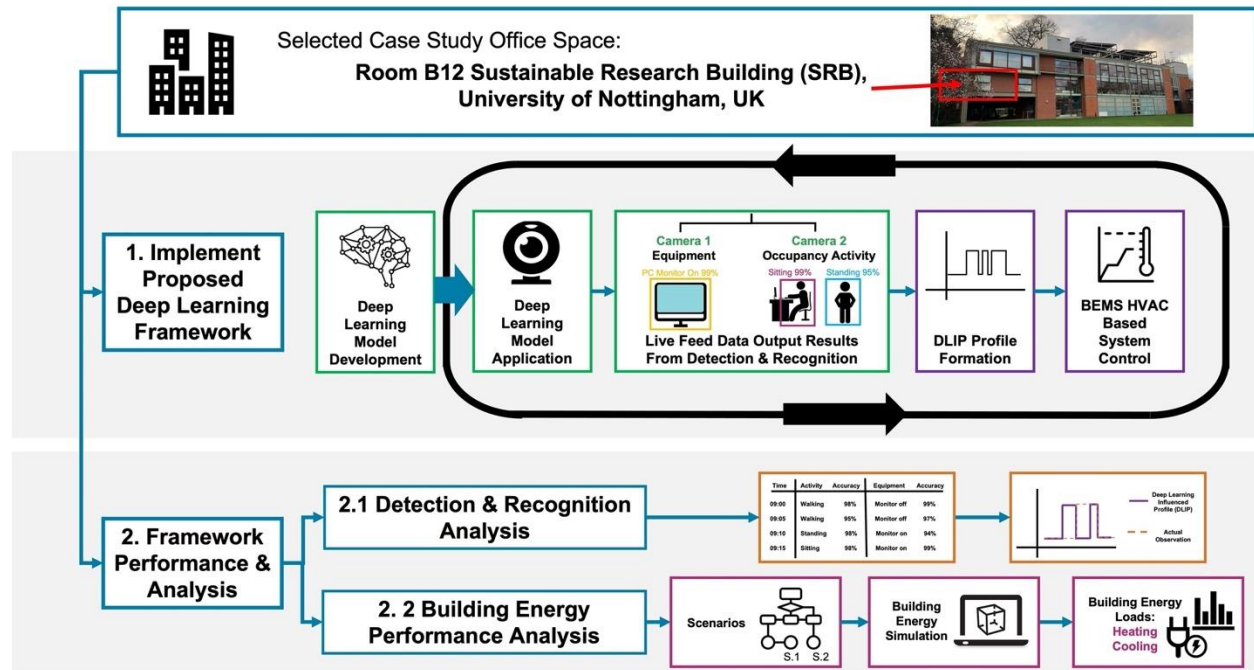 Selected Case Study Office Space:
Room B12 Sustainable Research Building (SRB),
University of Nottingham, UK
1. Implement
Proposed
Deep Learning
Framework
Deep
Learning
Model
Development
Deep
Learning
Model
Application
Camera 1
Equipment
PC Monitor On 99%
Camera 2
Occupancy Activity
Sitting 99%
Standing 95%
Live Feed Data Output Results
From Detection & Recognition
DLIP Profile
Formation
BEMS HVAC
Based
System
Control
2. Framework
Performance &
Analysis
2.1 Detection & Recognition
Analysis
Time Activity Accuracy Equipment Accuracy
09:00 Walking 98% Monitor off 99%
09:05 Walking 95% Monitor off 97%
09:10 Standing 98% Monitor on 94%
09:15 Sitting 98% Monitor on 99%
Deep Learning
Influenced
Profile (DLIP)
Actual
Observation
2. 2 Building Energy
Performance Analysis
Scenarios
S.1 S.2
Building
Energy
Simulation
Building Energy
Loads:
Heating
Cooling